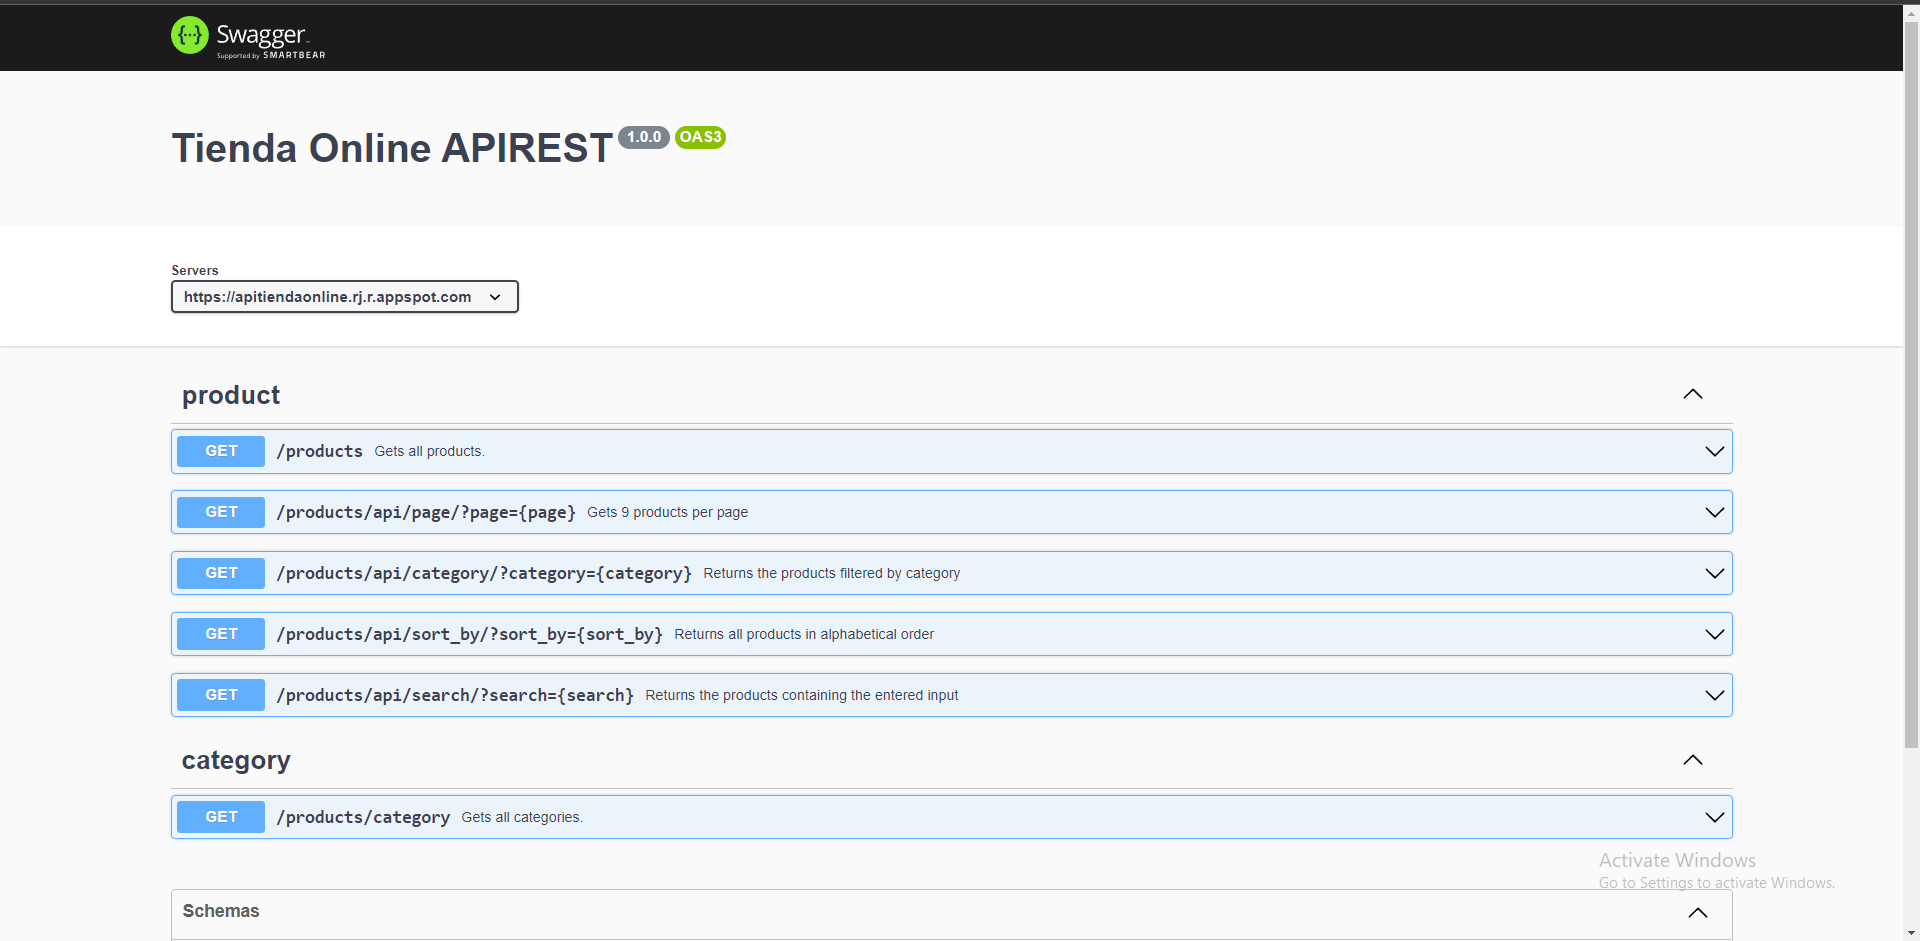 Swagger
Supported by SMARTBEAR
Tienda Online APIREST 1.0.0 OAS3
Servers
https://apitiendaonline.rj.r.appspot.com
product
GET /products Gets all products.
GET /products/api/page/?page={page} Gets 9 products per page
GET /products/api/category/?category={category} Returns the products filtered by category
GET /products/api/sort_by/?sort_by={sort_by} Returns all products in alphabetical order
GET /products/api/search/?search={search} Returns the products containing the entered input
category
GET /products/category Gets all categories.
Activate Windows
Go to Settings to activate Windows.
Schemas